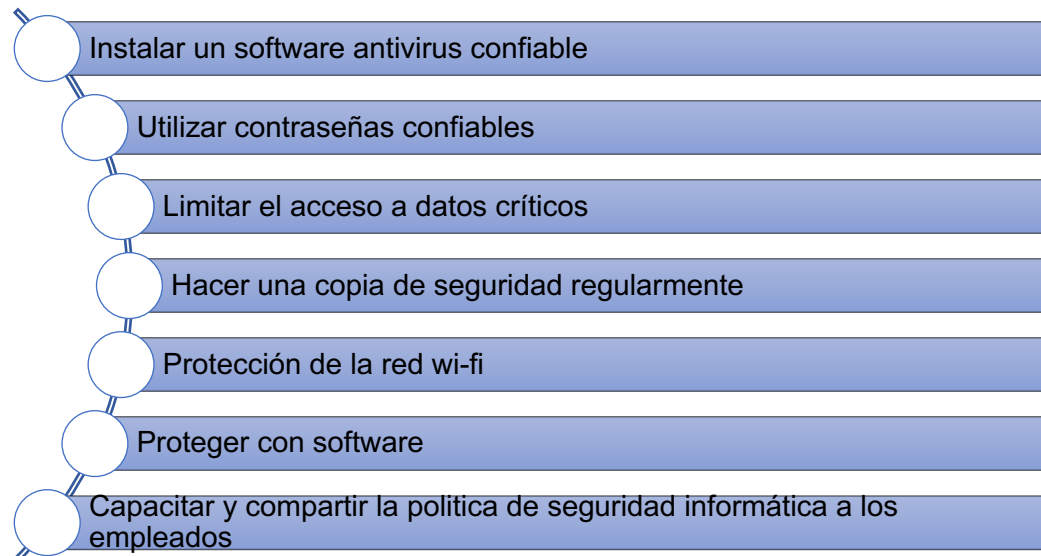 Instalar un software antivirus confiable
Utilizar contraseñas confiables
Limitar el acceso a datos críticos
Hacer una copia de seguridad regularmente
Protección de la red wi-fi
Proteger con software
Capacitar y compartir la politica de seguridad informática a los
empleados